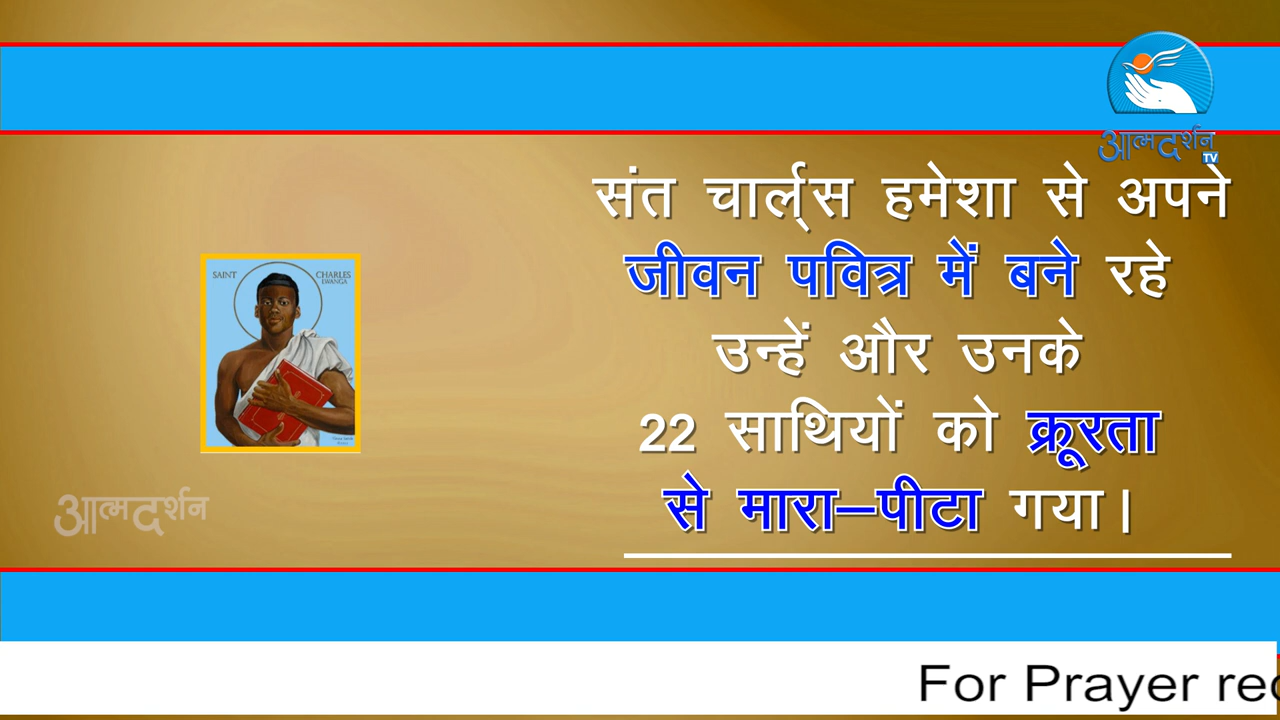 आत्मदर्शन
TV
संत चार्ल्स हमेशा से अपने
जीवन पवित्र में बने रहे
उन्हें और उनके
22 साथियों को क्रूरता
से मारा–पीटा गया।
SAINT CHARLES
LWANGA
आत्मदर्शन
For Prayer